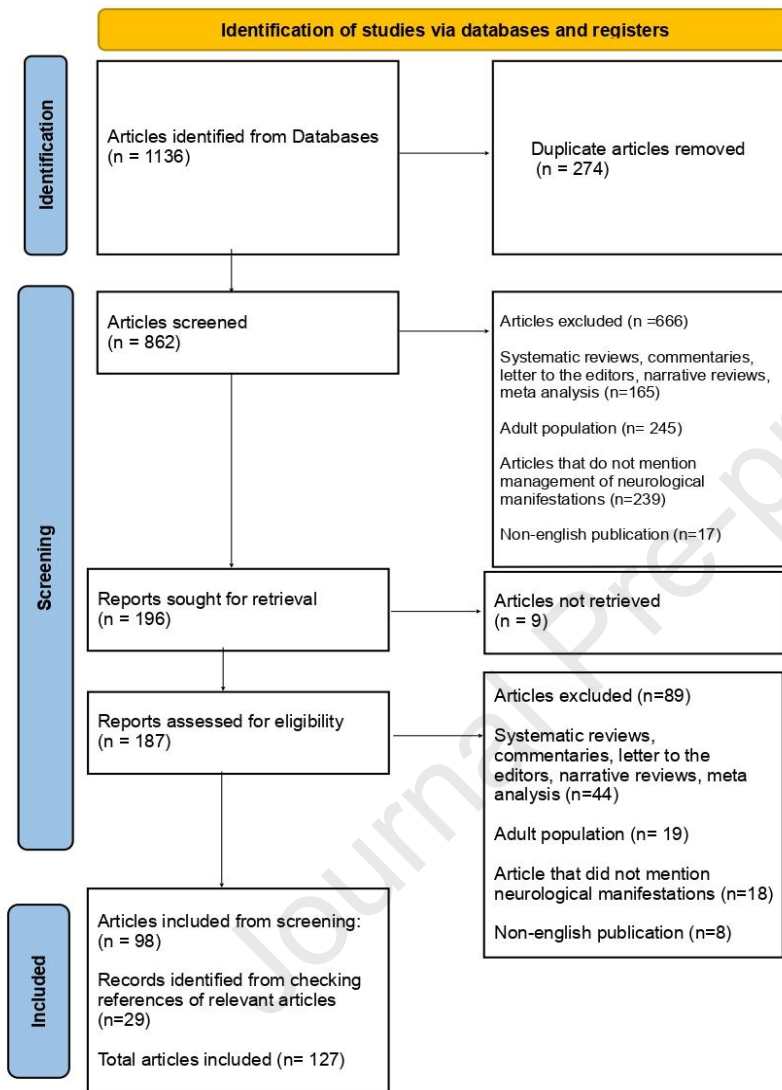 Identification of studies via databases and registers
Identification
Articles identified from Databases
(n = 1136)
Duplicate articles removed
(n = 274)
Screening
Articles screened
(n = 862)
Articles excluded (n =666)
Systematic reviews, commentaries,
letter to the editors, narrative reviews,
meta analysis (n=165)
Adult population (n= 245)
Articles that do not mention
management of neurological
manifestations (n=239)
Non-english publication (n=17)
Reports sought for retrieval
(n = 196)
Articles not retrieved
(n = 9)
Reports assessed for eligibility
(n = 187)
Articles excluded (n=89)
Systematic reviews,
commentaries, letter to the
editors, narrative reviews, meta
analysis (n=44)
Adult population (n= 19)
Article that did not mention
neurological manifestations (n=18)
Non-english publication (n=8)
Included
Articles included from screening:
(n = 98)
Records identified from checking
references of relevant articles
(n=29)
Total articles included (n= 127)
Journal Pre-p